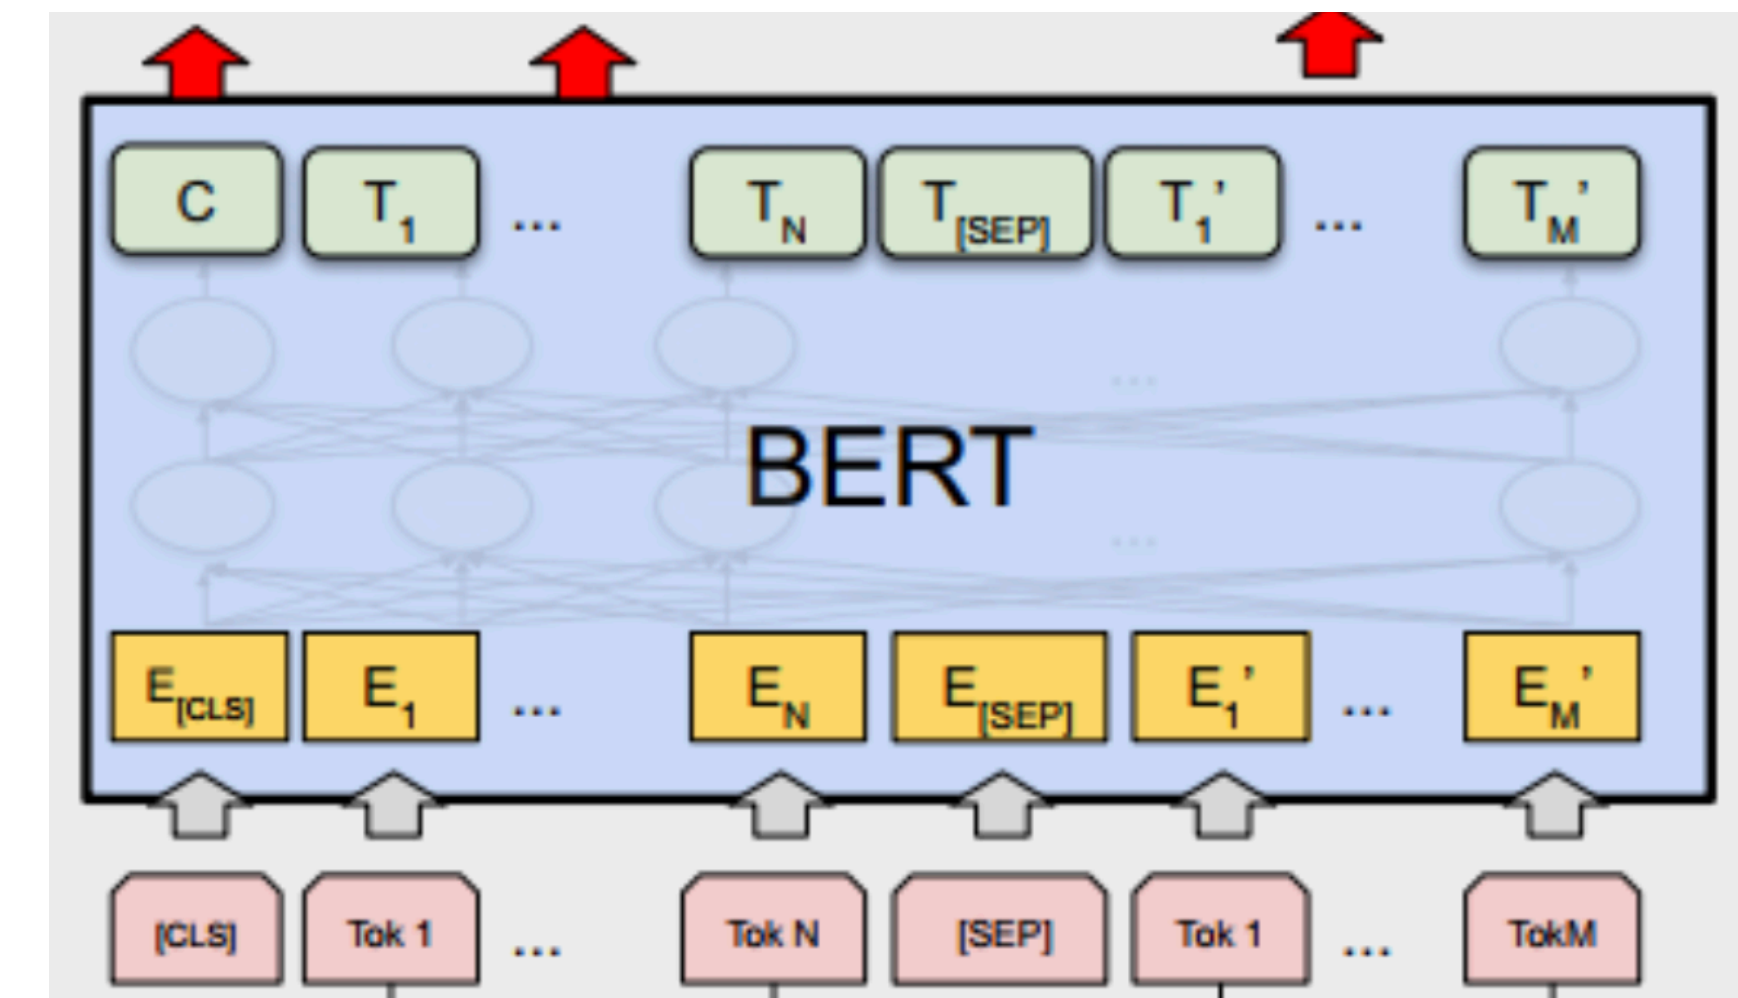 C T1 ... TN T[SEP] T1’ ... TM’
...
BERT
...
E[CLS] E1 ... EN E[SEP] E1’ ... EM’
[CLS] Tok 1 ... Tok N [SEP] Tok 1 ... TokM